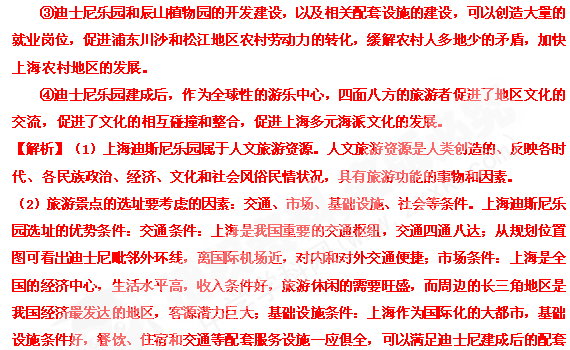 ③迪士尼乐园和辰山植物园的开发建设，以及相关配套设施的建设，可以创造大量的
就业岗位，促进浦东川沙和松江地区农村劳动力的转化，缓解农村人多地少的矛盾，加快
上海农村地区的发展。
④迪士尼乐园建成后，作为全球性的游乐中心，四面八方的旅游者促进了地区文化的
交流，促进了文化的相互碰撞和整合，促进上海多元海派文化的发展。
【解析】（1）上海迪斯尼乐园属于人文旅游资源。人文旅游资源是人类创造的、反映各时
代、各民族政治、经济、文化和社会风俗民情状况，具有旅游功能的事物和因素。
（2）旅游景点的选址要考虑的因素：交通、市场、基础设施、社会等条件。上海迪斯尼乐
园选址的优势条件：交通条件：上海是我国重要的交通枢纽，交通四通八达；从规划位置
图可看出迪士尼毗邻外环线，离国际机场近，对内和对外交通便捷；市场条件：上海是全
国的经济中心，生活水平高，收入条件好，旅游休闲的需要旺盛，而周边的长三角地区是
我国经济最发达的地区，客源潜力巨大；基础设施条件：上海作为国际化的大都市，基础
设施条件好，餐饮、住宿和交通等配套服务设施一应俱全，可以满足迪士尼建成后的配套